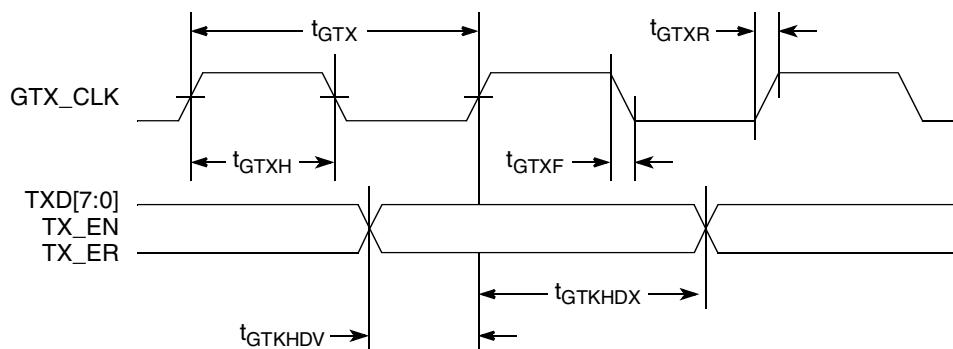 tGTX
tGTXR
GTX_CLK
tGTXH
tGTXF
TXD[7:0]
TX_EN
TX_ER
tGTKHDX
tGTKHDV